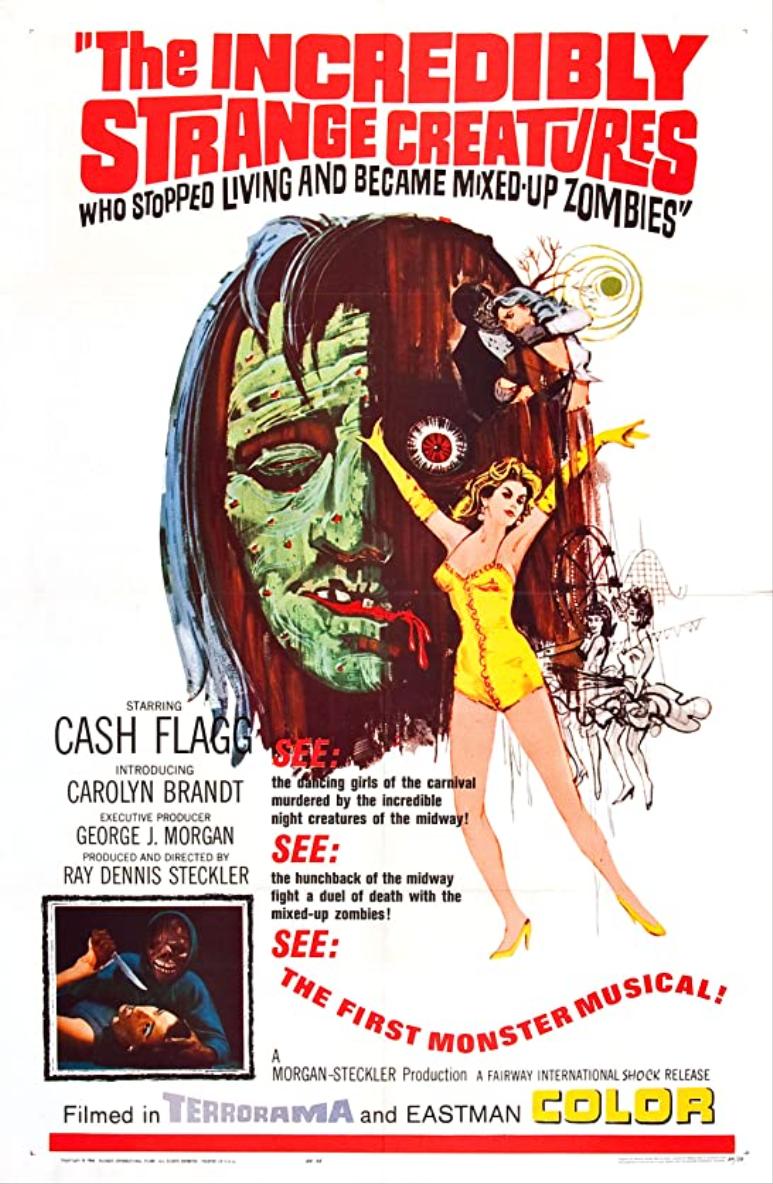 "The INCREDIBLY
STRANGE CREATURES
WHO STOPPED LIVING AND BECAME MIXED-UP ZOMBIES"
STARRING
CASH FLAGG
INTRODUCING
CAROLYN BRANDT
EXECUTIVE PRODUCER
GEORGE J. MORGAN
PRODUCED AND DIRECTED BY
RAY DENNIS STECKLER
SEE:
the dancing girls of the carnival
murdered by the incredible
night creatures of the midway!
SEE:
the hunchback of the midway
fight a duel of death with the
mixed-up zombies!
SEE:
THE FIRST MONSTER MUSICAL!
A
MORGAN-STECKLER Production A FAIRWAY INTERNATIONAL SHOCK RELEASE
Filmed in TERRORAMA and EASTMAN COLOR